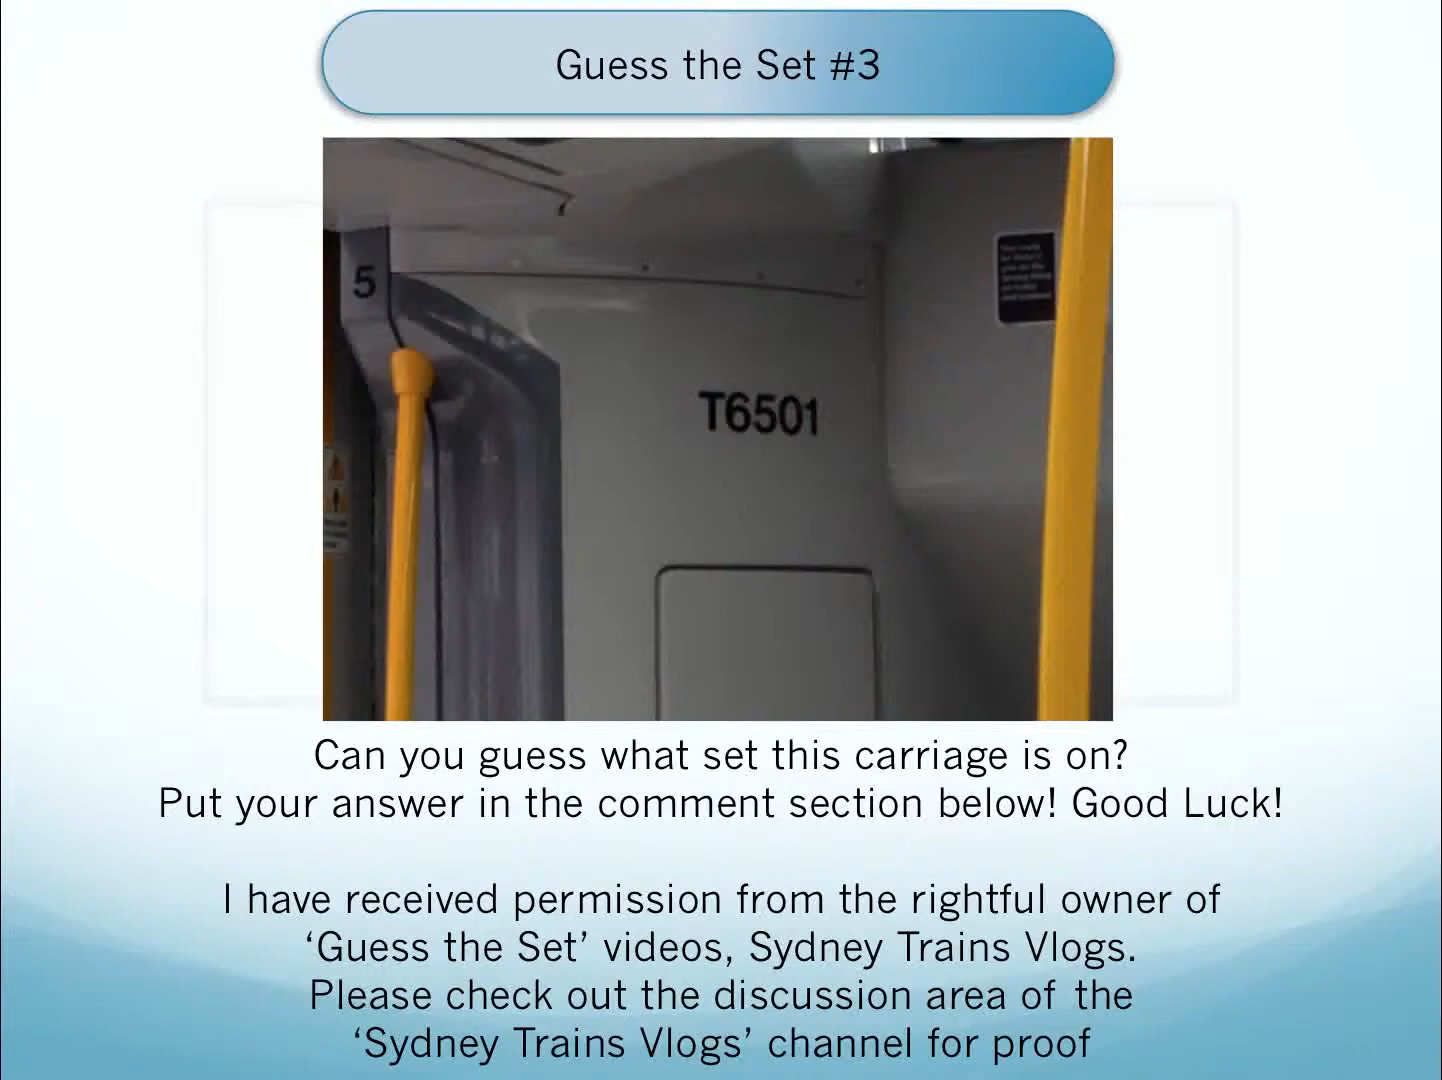 Guess the Set #3
5
T6501
Can you guess what set this carriage is on?
Put your answer in the comment section below! Good Luck!
I have received permission from the rightful owner of
‘Guess the Set’ videos, Sydney Trains Vlogs.
Please check out the discussion area of the
‘Sydney Trains Vlogs’ channel for proof